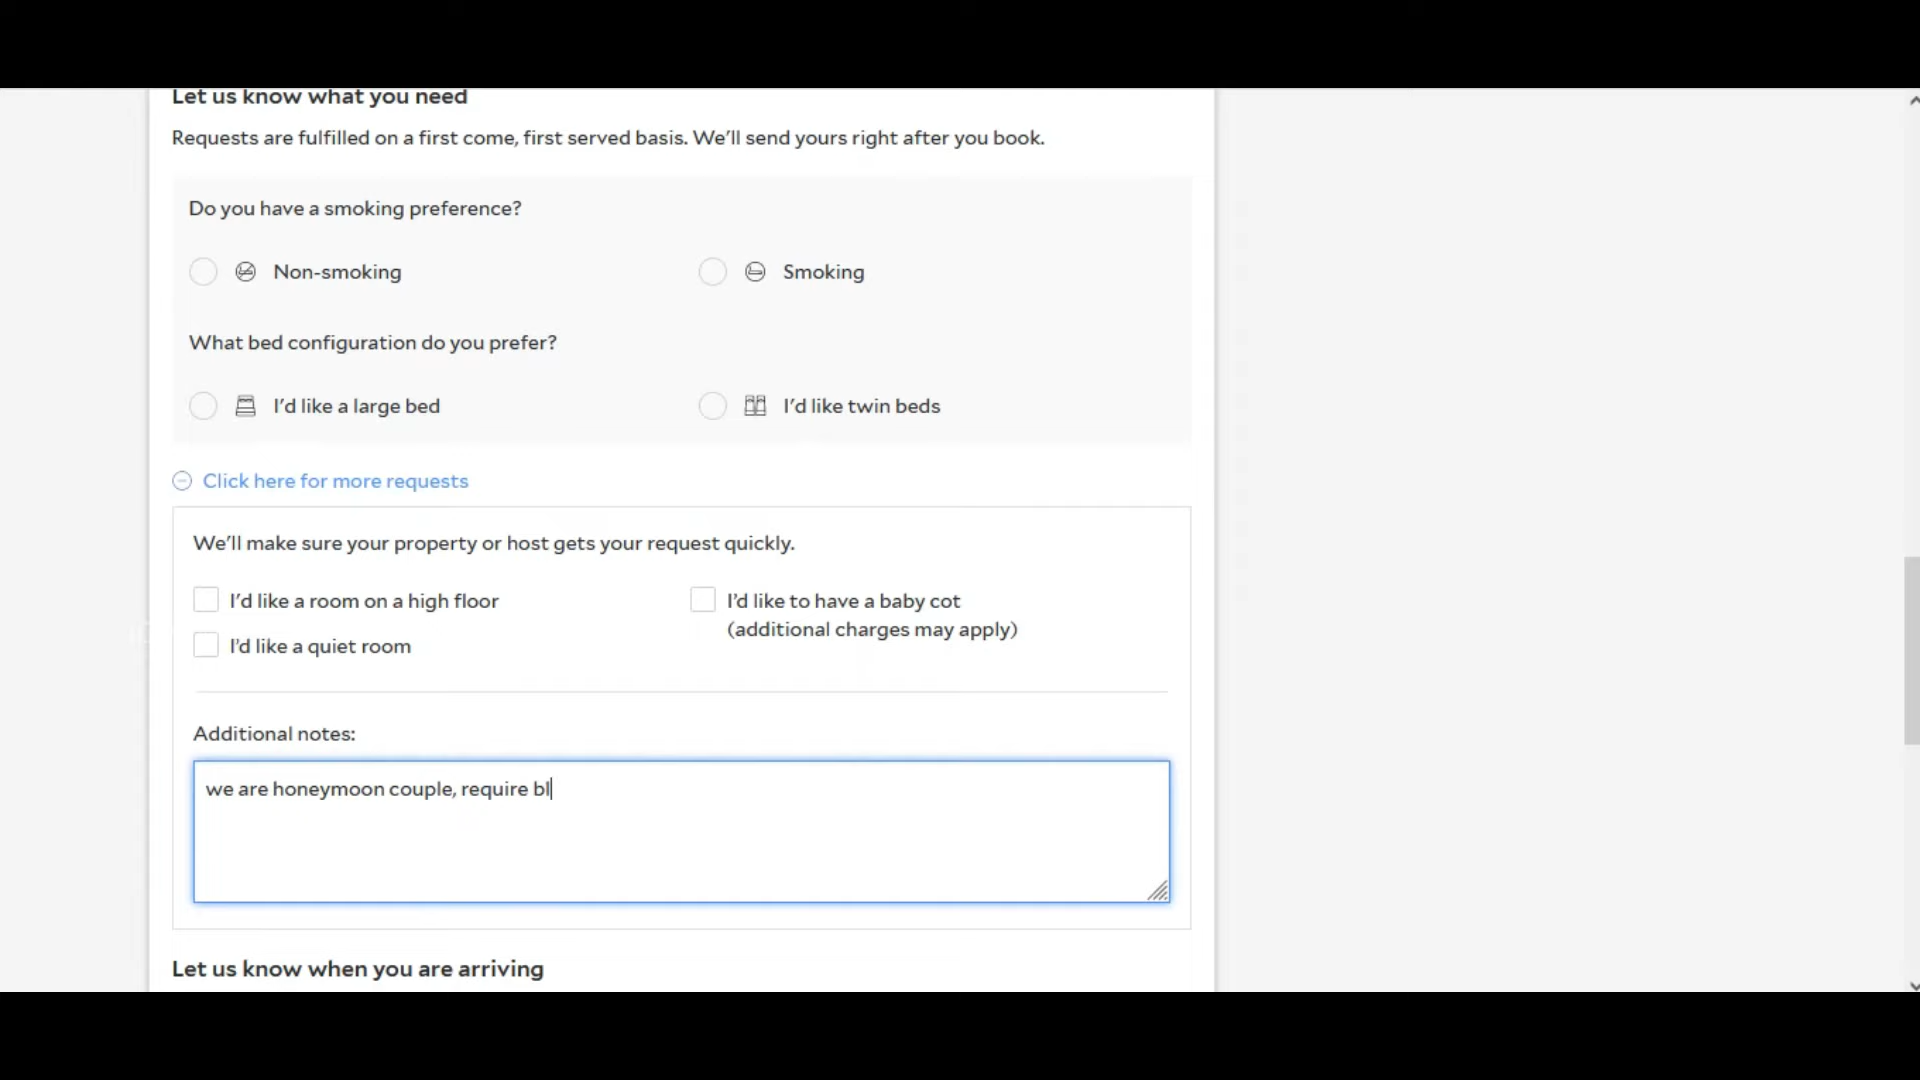 Let us know what you need
Requests are fulfilled on a first come, first served basis. We'll send yours right after you book.
Do you have a smoking preference?
Non-smoking
Smoking
What bed configuration do you prefer?
I'd like a large bed
I'd like twin beds
Click here for more requests
We'll make sure your property or host gets your request quickly.
I'd like a room on a high floor
I'd like to have a baby cot
(additional charges may apply)
I'd like a quiet room
Additional notes:
we are honeymoon couple, require bl
Let us know when you are arriving